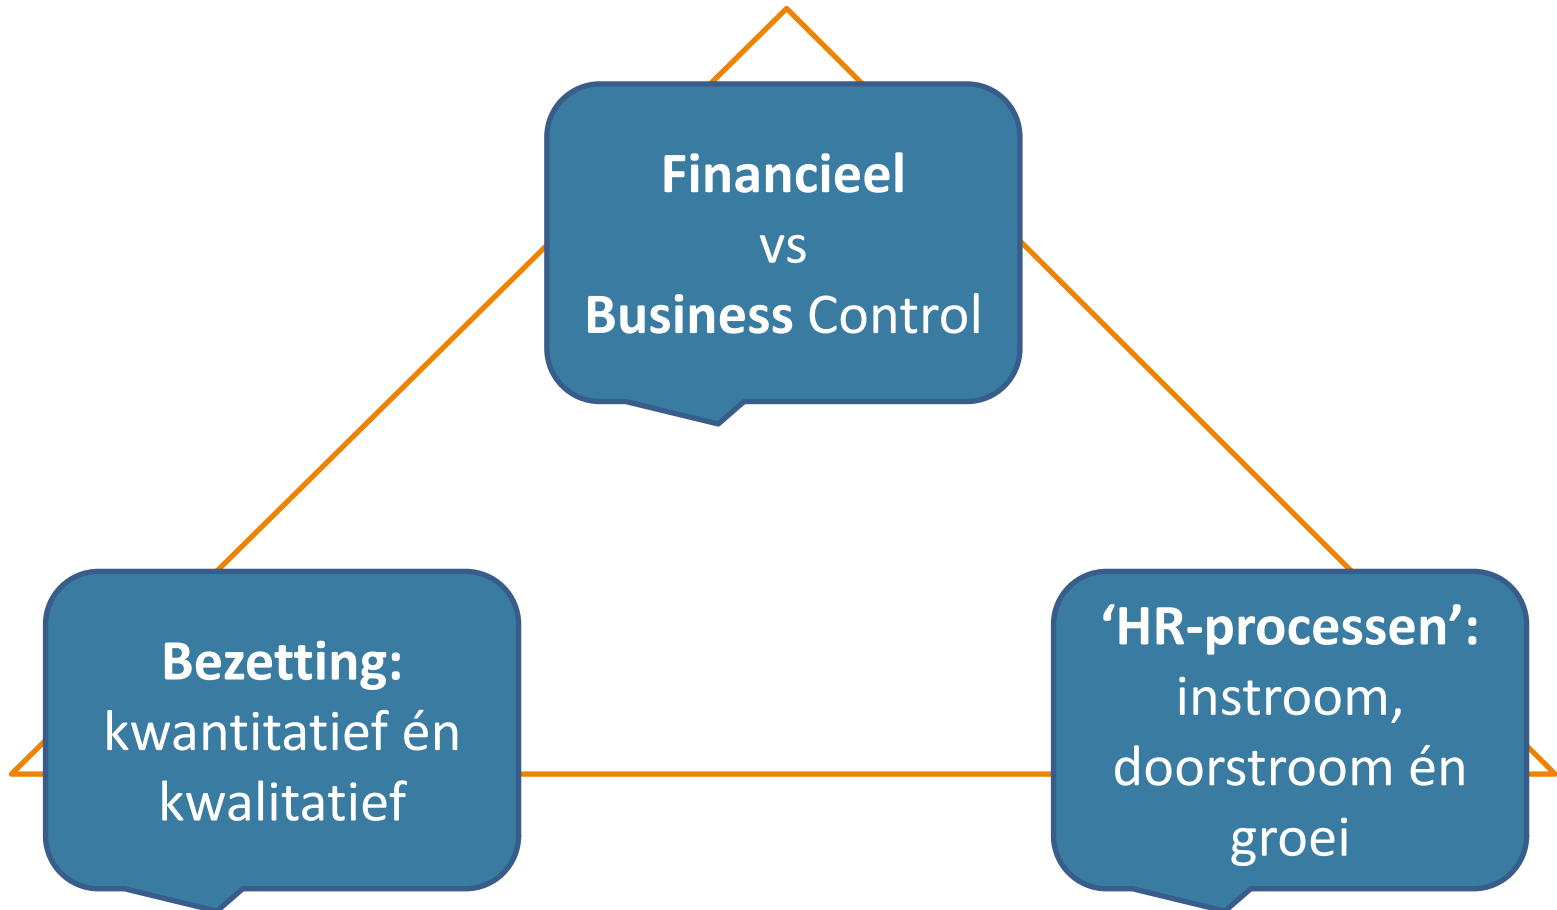 Financieel
vs
Business Control
Bezetting:
kwantitatief én
kwalitatief
‘HR-processen’:
instroom,
doorstroom én
groei